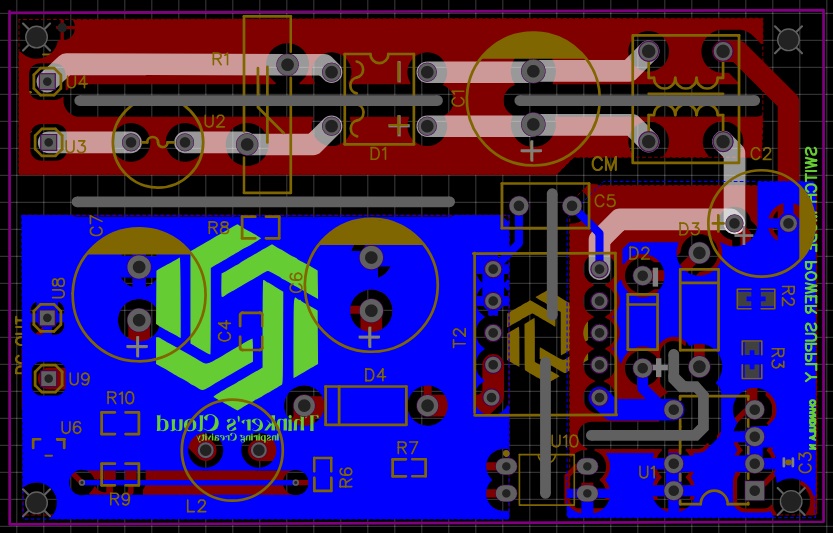 R1
U4
U3
U2
D1
C1
CM
C2
C5
C7
R8
C6
D3
D2
R2
SWITCH MODE POWER SUPPLY
U8
C4
T2
DC OUT
R3
U9
D4
R10
Thinker's Cloud
Inspiring Creativity
U6
R9
L2
R6
R7
U10
U1
C3